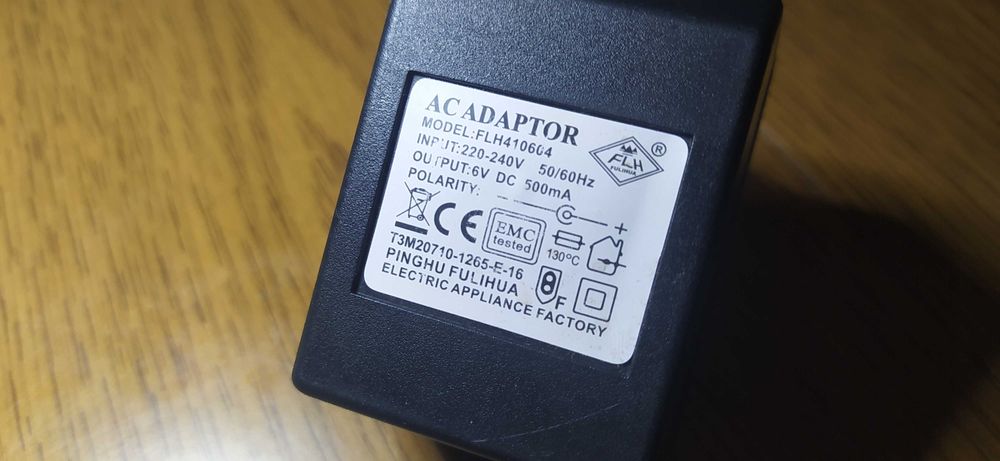 AC ADAPTOR
MODEL:FLH410604
INPUT:220-240V 50/60Hz
OUTPUT:6V DC 500mA
POLARITY: - +
FLH
FULIHUA
®
CE
EMC
tested
130°C
T3M20710-1265-E-16
F
PINGHU FULIHUA
ELECTRIC APPLIANCE FACTORY